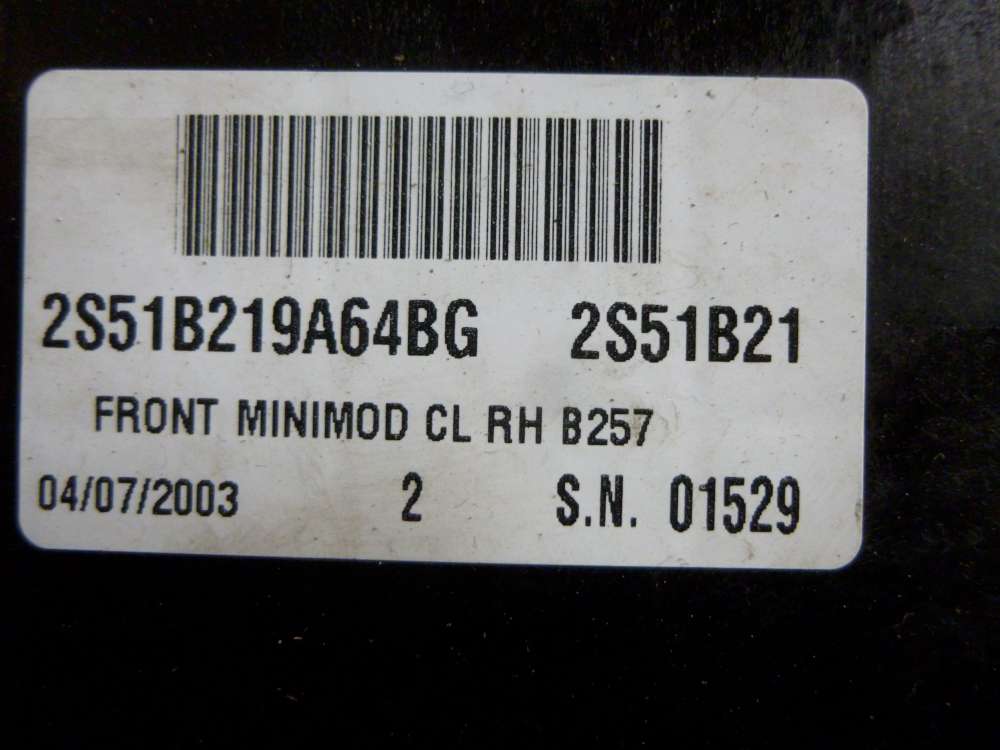 2S51B219A64BG 2S51B21
FRONT MINIMOD CL RH B257
04/07/2003 2 S.N. 01529